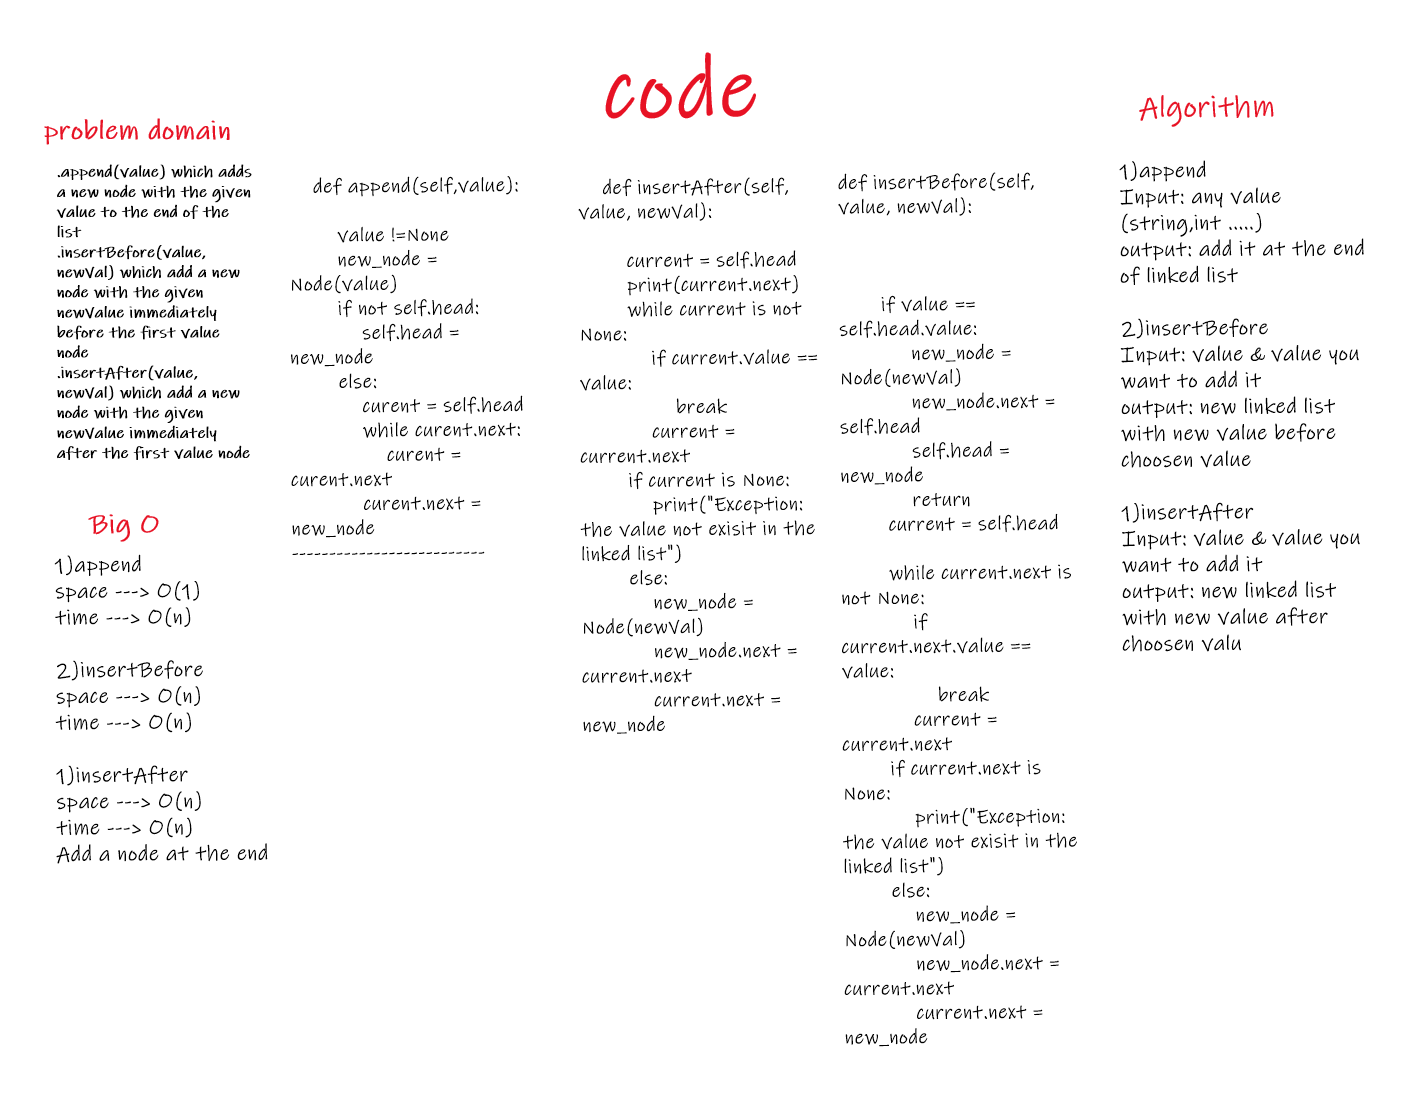 code
problem domain
.append(value) which adds
a new node with the given
value to the end of the
list
.insertBefore(value,
newVal) which add a new
node with the given
newValue immediately
before the first value
node
.insertAfter(value,
newVal) which add a new
node with the given
newValue immediately
after the first value node
Big O
1)append
space ---> O(1)
time ---> O(n)
2)insertBefore
space ---> O(n)
time ---> O(n)
1)insertAfter
space ---> O(n)
time ---> O(n)
Add a node at the end
def append(self,value):
value !=None
new_node =
Node(value)
if not self.head:
self.head =
new_node
else:
curent = self.head
while curent.next:
curent =
curent.next
curent.next =
new_node
--------------------------
def insertAfter(self,
value, newVal):
current = self.head
print(current.next)
while current is not
None:
if current.value ==
value:
break
current =
current.next
if current is None:
print("Exception:
the value not exisit in the
linked list")
else:
new_node =
Node(newVal)
new_node.next =
current.next
current.next =
new_node
def insertBefore(self,
value, newVal):
if value ==
self.head.value:
new_node =
Node(newVal)
new_node.next =
self.head
self.head =
new_node
return
current = self.head
while current.next is
not None:
if
current.next.value ==
value:
break
current =
current.next
if current.next is
None:
print("Exception:
the value not exisit in the
linked list")
else:
new_node =
Node(newVal)
new_node.next =
current.next
current.next =
new_node
Algorithm
1)append
Input: any value
(string,int .....)
output: add it at the end
of linked list
2)insertBefore
Input: value & value you
want to add it
output: new linked list
with new value before
choosen value
1)insertAfter
Input: value & value you
want to add it
output: new linked list
with new value after
choosen valu